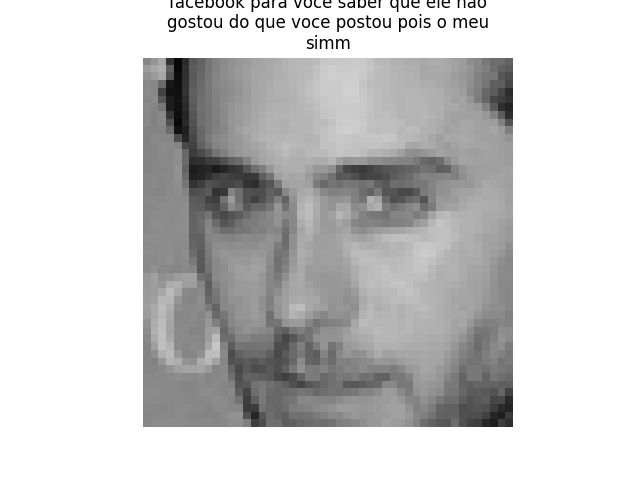 facebook para voce saber que ele não
gostou do que voce postou pois o meu
simm